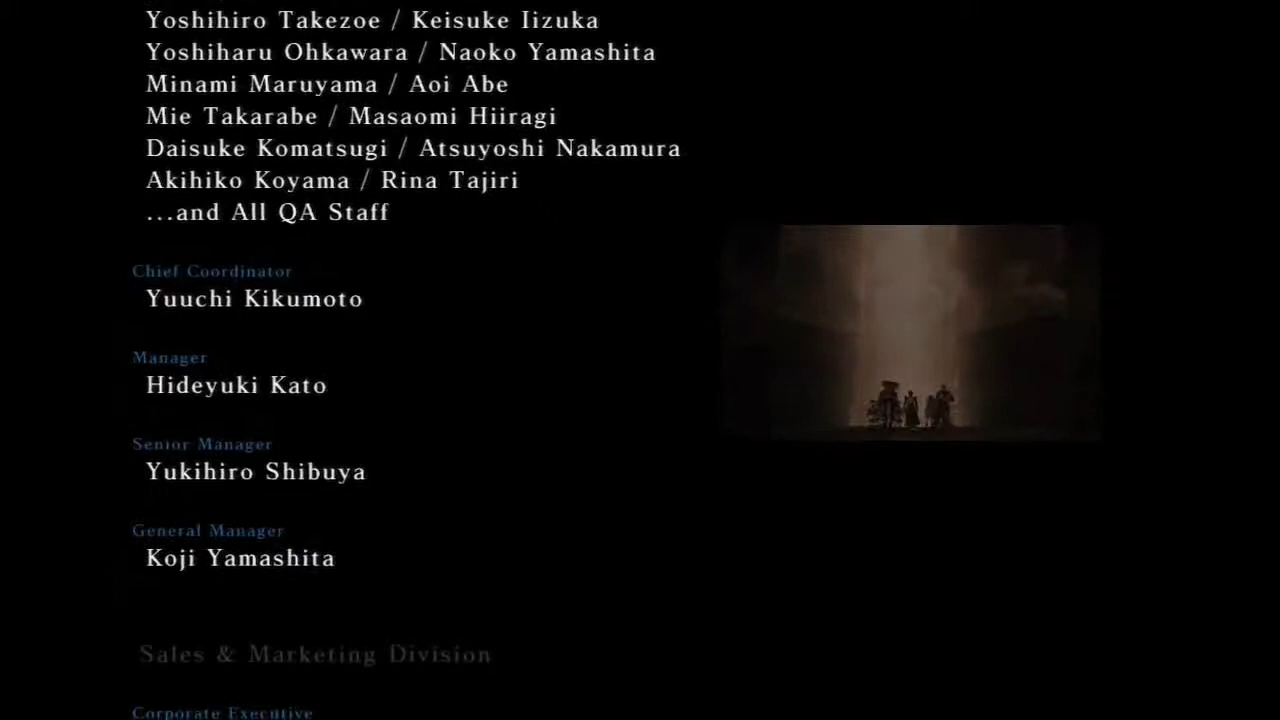 Yoshihiro Takezoe / Keisuke Iizuka
Yoshiharu Ohkawara / Naoko Yamashita
Minami Maruyama / Aoi Abe
Mie Takarabe / Masaomi Hiiragi
Daisuke Komatsugi / Atsuyoshi Nakamura
Akihiko Koyama / Rina Tajiri
...and All QA Staff
Chief Coordinator
Yuuchi Kikumoto
Manager
Hideyuki Kato
Senior Manager
Yukihiro Shibuya
General Manager
Koji Yamashita
Sales & Marketing Division
Corporate Executive